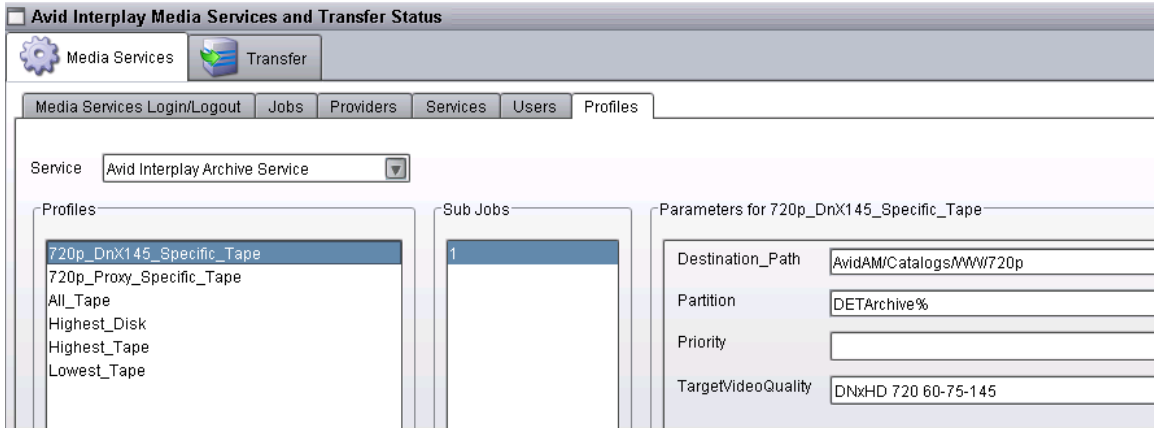 Avid Interplay Media Services and Transfer Status
Media Services Transfer
Media Services Login/Logout Jobs Providers Services Users Profiles
Service Avid Interplay Archive Service
Profiles Sub Jobs Parameters for 720p_DnX145_Specific_Tape
720p_DnX145_Specific_Tape 1 Destination_Path AvidAM/Catalogs/WW/720p
720p_Proxy_Specific_Tape
All_Tape Partition DETArchive%
Highest_Disk
Highest_Tape Priority
Lowest_Tape
TargetVideoQuality DNxHD 720 60-75-145